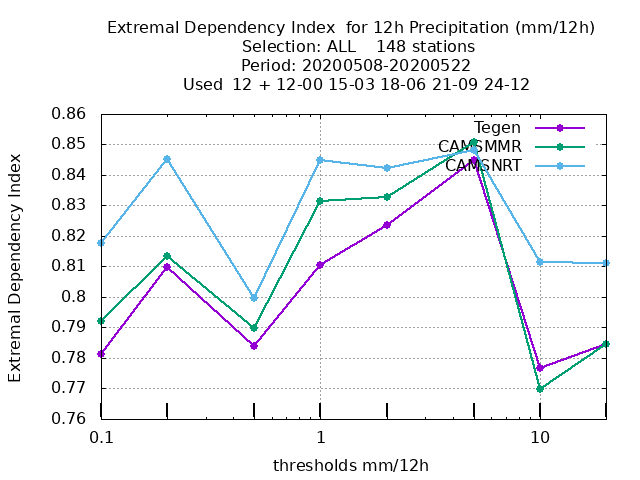 Extremal Dependency Index  for 12h Precipitation (mm/12h)
Selection: ALL    148 stations
Period: 20200508-20200522
Used  12 + 12-00 15-03 18-06 21-09 24-12
Extremal Dependency Index
0.86
0.85
0.84
0.83
0.82
0.81
0.8
0.79
0.78
0.77
0.76
Tegen
CAMSMMR
CAMSNRT
0.1
1
10
thresholds mm/12h